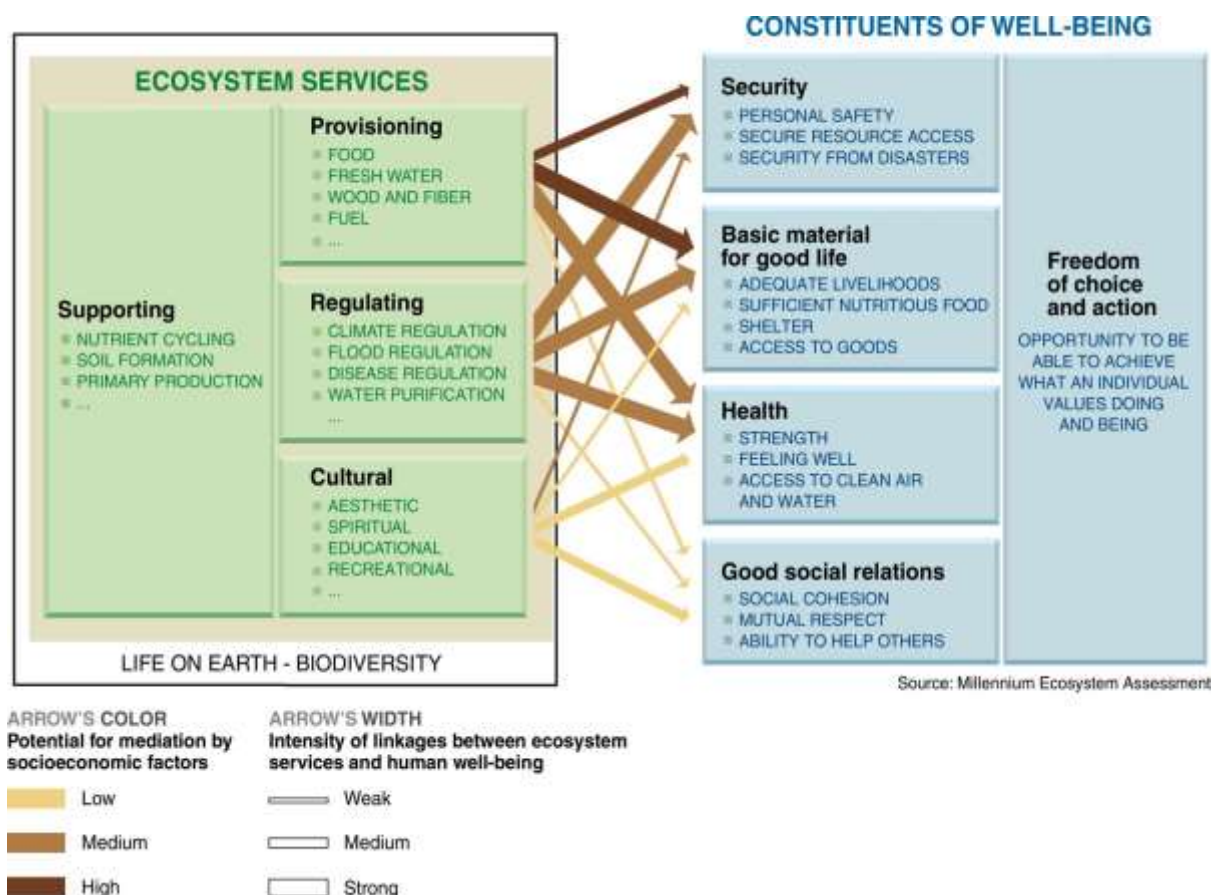 CONSTITUENTS OF WELL-BEING
ECOSYSTEM SERVICES
Provisioning
FOOD
FRESH WATER
WOOD AND FIBER
FUEL
...
Supporting
NUTRIENT CYCLING
SOIL FORMATION
PRIMARY PRODUCTION
...
Regulating
CLIMATE REGULATION
FLOOD REGULATION
DISEASE REGULATION
WATER PURIFICATION
...
Cultural
AESTHETIC
SPIRITUAL
EDUCATIONAL
RECREATIONAL
...
LIFE ON EARTH - BIODIVERSITY
Security
PERSONAL SAFETY
SECURE RESOURCE ACCESS
SECURITY FROM DISASTERS
Basic material
for good life
ADEQUATE LIVELIHOODS
SUFFICIENT NUTRITIOUS FOOD
SHELTER
ACCESS TO GOODS
Health
STRENGTH
FEELING WELL
ACCESS TO CLEAN AIR
AND WATER
Good social relations
SOCIAL COHESION
MUTUAL RESPECT
ABILITY TO HELP OTHERS
Freedom
of choice
and action
OPPORTUNITY TO BE
ABLE TO ACHIEVE
WHAT AN INDIVIDUAL
VALUES DOING
AND BEING
Source: Millennium Ecosystem Assessment
ARROW'S COLOR
Potential for mediation by
socioeconomic factors
Low
Medium
High
ARROW'S WIDTH
Intensity of linkages between ecosystem
services and human well-being
Weak
Medium
Strong